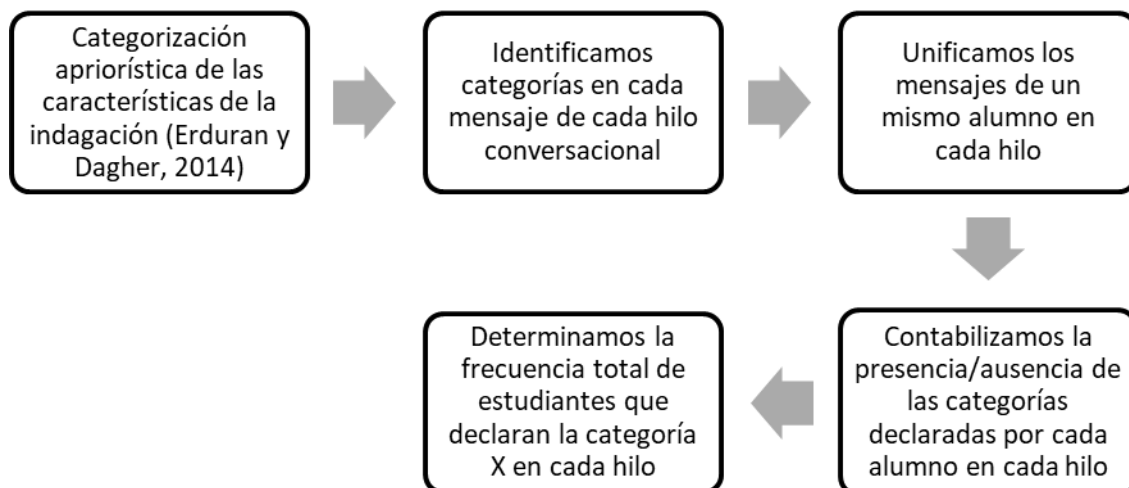 Categorización
apriorística de las
características de la
indagación (Erduran y
Dagher, 2014)
Identificamos
categorías en cada
mensaje de cada hilo
conversacional
Unificamos los
mensajes de un
mismo alumno en
cada hilo
Contabilizamos la
presencia/ausencia de
las categorías
declaradas por cada
alumno en cada hilo
Determinamos la
frecuencia total de
estudiantes que
declaran la categoría
X en cada hilo